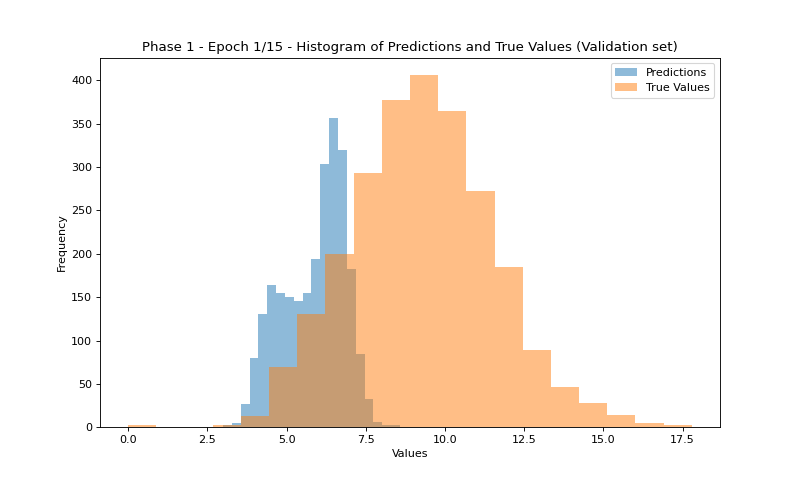 Phase 1 - Epoch 1/15 - Histogram of Predictions and True Values (Validation set)
Predictions
True Values
Frequency
400
350
300
250
200
150
100
50
0
0.0 2.5 5.0 7.5 10.0 12.5 15.0 17.5
Values